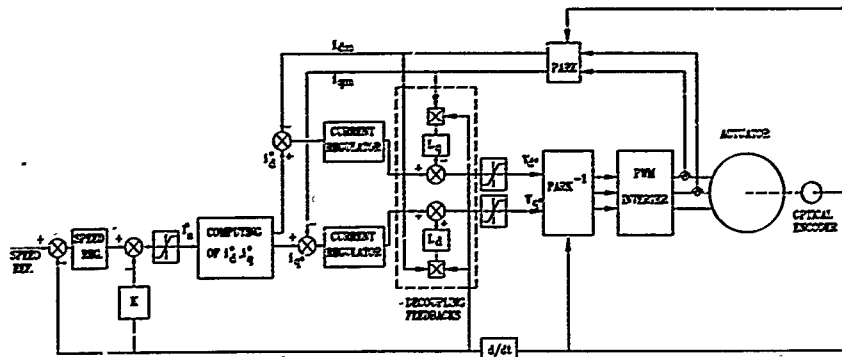 i_dm
i_qm
PARK
ACTUATOR
CURRENT
REGULATOR
L_q
i_d*
PARK⁻¹
PWM
INVERTER
V_d*
V_q*
OPTICAL
ENCODER
SPEED
REF.
SPEED
REG.
COMPUTING
OF i_d*, i_q*
i_q*
CURRENT
REGULATOR
L_d
K
DECOUPLING
FEEDBACKS
d/dt